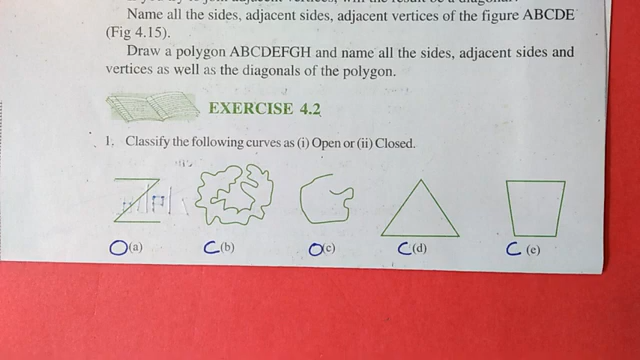 Name all the sides, adjacent sides, adjacent vertices of the figure ABCDE
(Fig 4.15).
Draw a polygon ABCDEFGH and name all the sides, adjacent sides and
vertices as well as the diagonals of the polygon.
EXERCISE 4.2
1. Classify the following curves as (i) Open or (ii) Closed.
O (a) C (b) O (c) C (d) C (e)